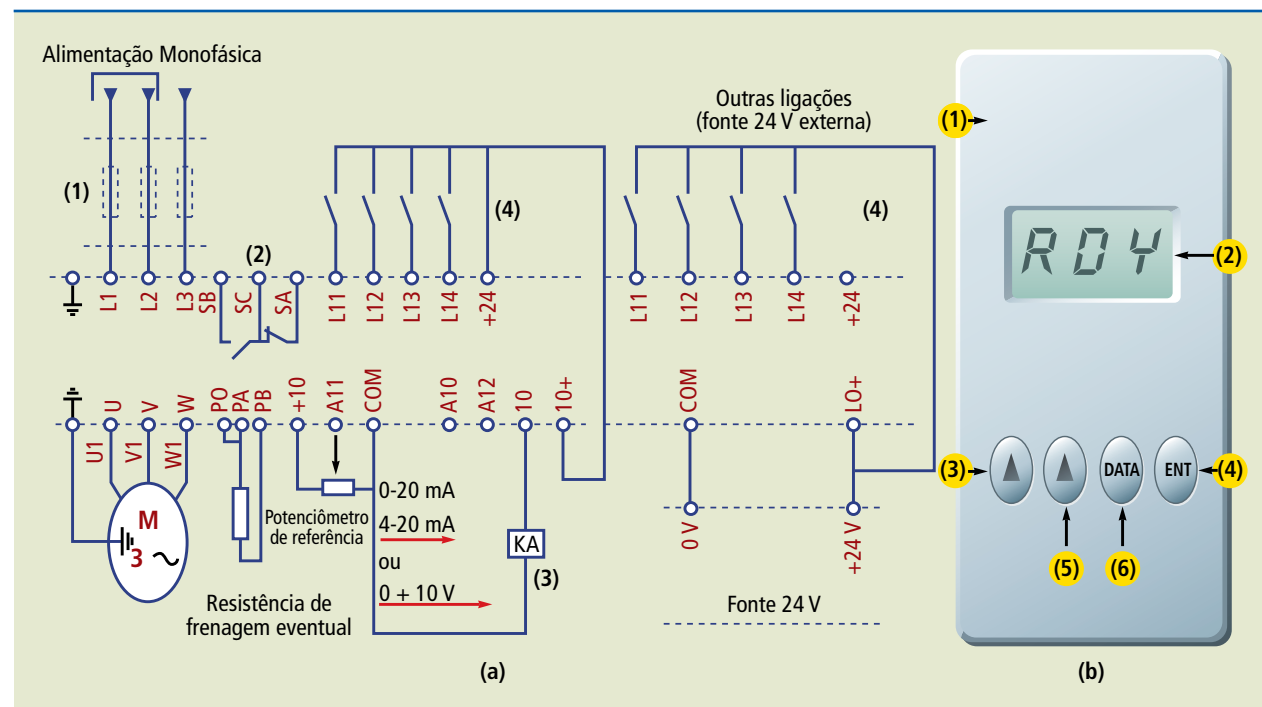 Alimentação Monofásica
Outras ligações
(fonte 24 V externa)
(1)
(1)
(4)
(4)
(2)
RDY
(2)
L1 L2 L3 SB SC SA L11 L12 L13 L14 +24
L11 L12 L13 L14 +24
U V W PO PA PB +10 A11 COM A10 A12 10 10+
COM LO+
U1 V1 W1
M
3
Potenciômetro
de referência
0-20 mA
4-20 mA
ou
0 + 10 V
KA
(3)
0 V
+24 V
Fonte 24 V
Resistência de
frenagem eventual
(3)
DATA
ENT
(4)
(5)
(6)
(a)
(b)